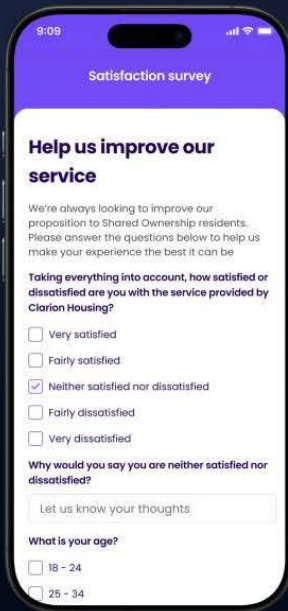 9:09
Satisfaction survey
Help us improve our
service
We're always looking to improve our
proposition to Shared Ownership residents.
Please answer the questions below to help us
make your experience the best it can be
Taking everything into account, how satisfied or
dissatisfied are you with the service provided by
Clarion Housing?
Very satisfied
Fairly satisfied
Neither satisfied nor dissatisfied
Fairly dissatisfied
Very dissatisfied
Why would you say you are neither satisfied nor
dissatisfied?
Let us know your thoughts
What is your age?
18 - 24
25 - 34